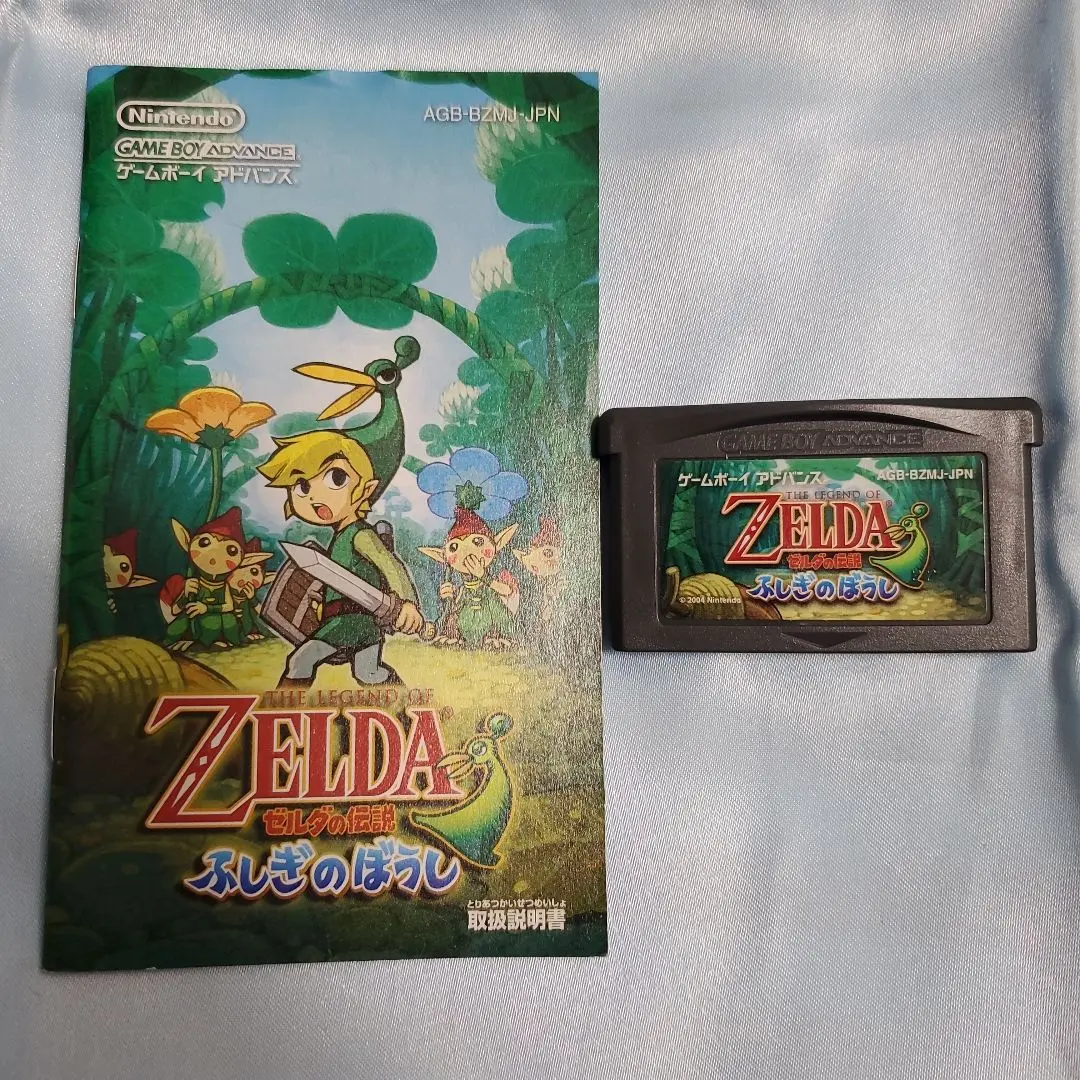 Nintendo
AGB-BZMJ-JPN
GAME BOY ADVANCE
ゲームボーイ アドバンス
THE LEGEND OF
ZELDA
ゼルダの伝説
ふしぎのぼうし
とりあつかいせつめいしょ
取扱説明書
GAME BOY ADVANCE
ゲームボーイ アドバンス
AGB-BZMJ-JPN
THE LEGEND OF
ZELDA
ゼルダの伝説
ふしぎのぼうし
© 2004 Nintendo